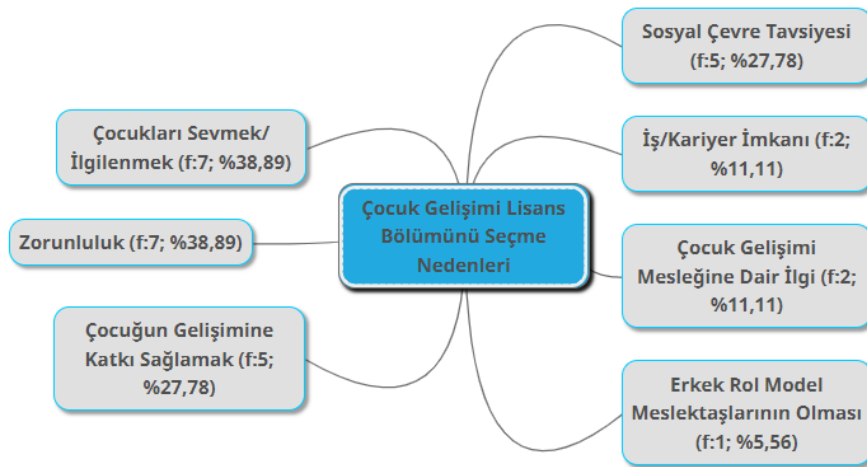 Çocuk Gelişimi Lisans
Bölümünü Seçme
Nedenleri
Çocukları Sevmek/
İlgilenmek (f:7; %38,89)
Zorunluluk (f:7; %38,89)
Çocuğun Gelişimine
Katkı Sağlamak (f:5;
%27,78)
Sosyal Çevre Tavsiyesi
(f:5; %27,78)
İş/Kariyer İmkanı (f:2;
%11,11)
Çocuk Gelişimi
Mesleğine Dair İlgi (f:2;
%11,11)
Erkek Rol Model
Meslektaşlarının Olması
(f:1; %5,56)